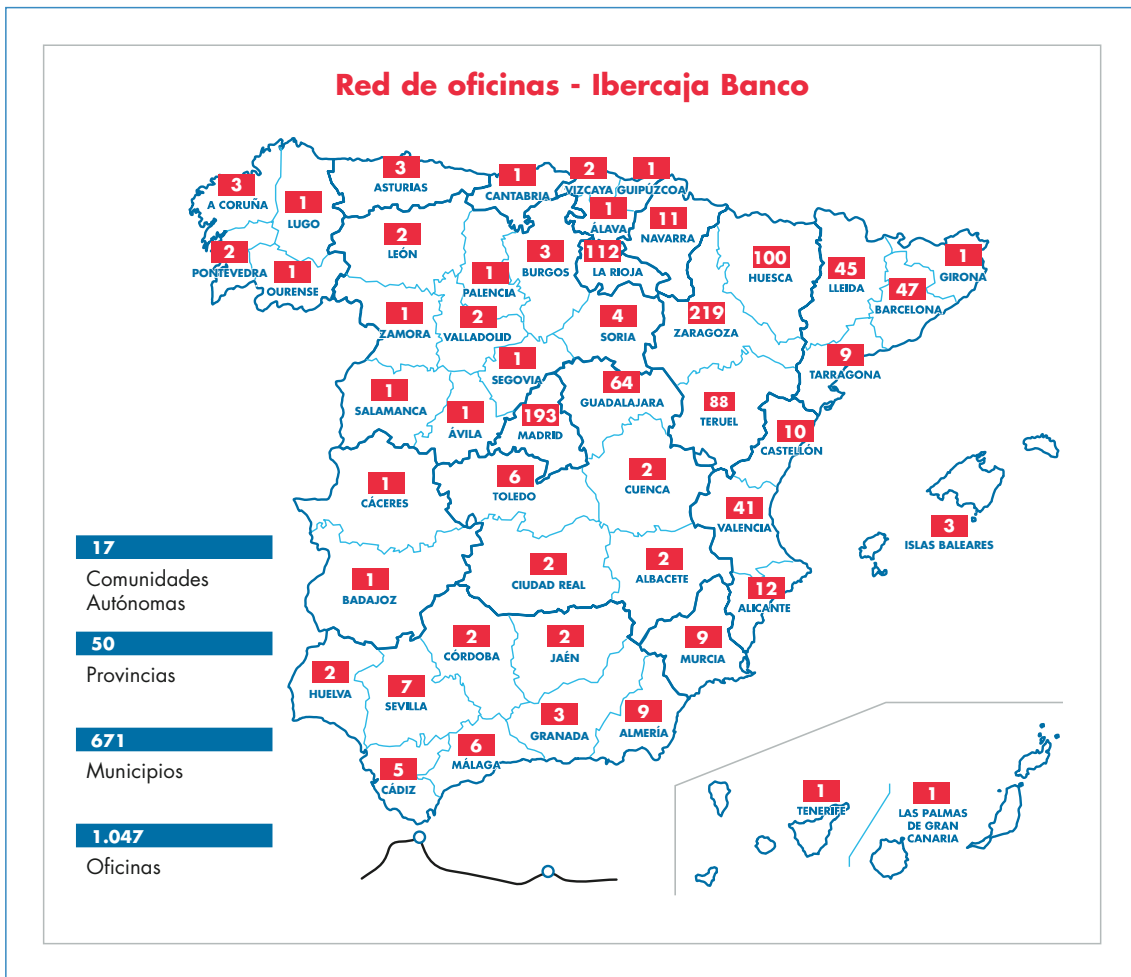 Red de oficinas - Ibercaja Banco
3
A CORUÑA
1
LUGO
2
PONTEVEDRA
1
OURENSE
3
ASTURIAS
1
CANTABRIA
2
VIZCAYA
1
GUIPÚZCOA
1
ÁLAVA
11
NAVARRA
112
LA RIOJA
100
HUESCA
45
LLEIDA
47
BARCELONA
1
GIRONA
9
TARRAGONA
2
LEÓN
1
PALENCIA
3
BURGOS
1
ZAMORA
2
VALLADOLID
4
SORIA
219
ZARAGOZA
1
SEGOVIA
1
SALAMANCA
1
ÁVILA
193
MADRID
64
GUADALAJARA
88
TERUEL
10
CASTELLÓN
1
CÁCERES
6
TOLEDO
2
CUENCA
41
VALENCIA
3
ISLAS BALEARES
1
BADAJOZ
2
CIUDAD REAL
2
ALBACETE
12
ALICANTE
2
HUELVA
7
SEVILLA
2
CÓRDOBA
2
JAÉN
9
MURCIA
5
CÁDIZ
6
MÁLAGA
3
GRANADA
9
ALMERÍA
1
TENERIFE
1
LAS PALMAS
DE GRAN
CANARIA
17
Comunidades
Autónomas
50
Provincias
671
Municipios
1.047
Oficinas